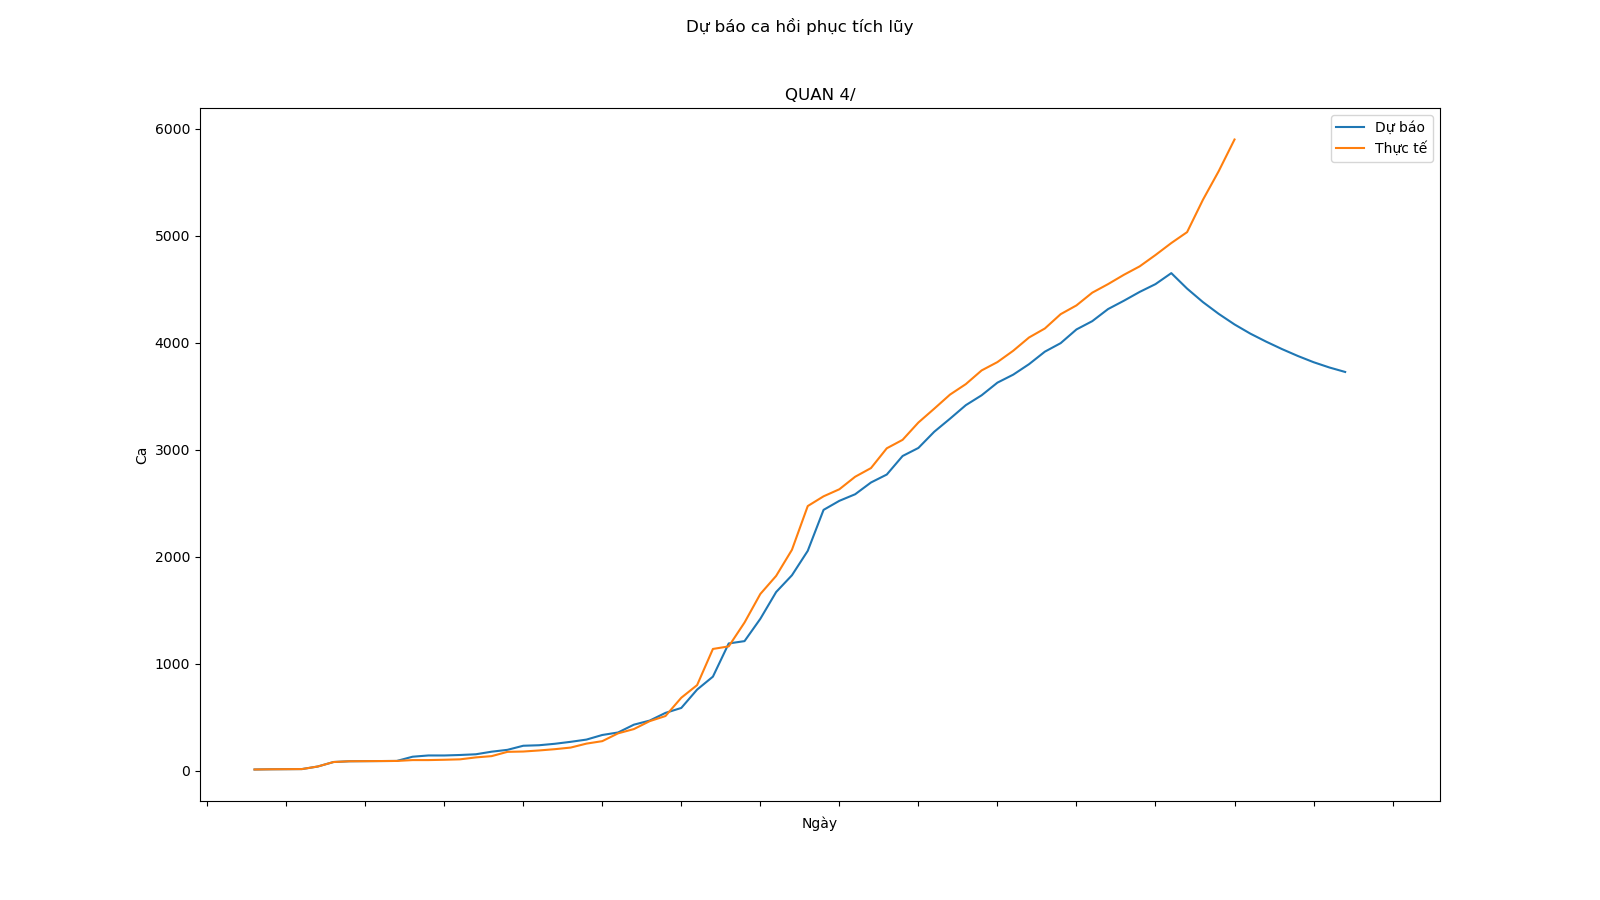 Dự báo ca hồi phục tích lũy
QUAN 4/
Dự báo
Thực tế
6000
5000
4000
3000
2000
1000
0
Ca
Ngày